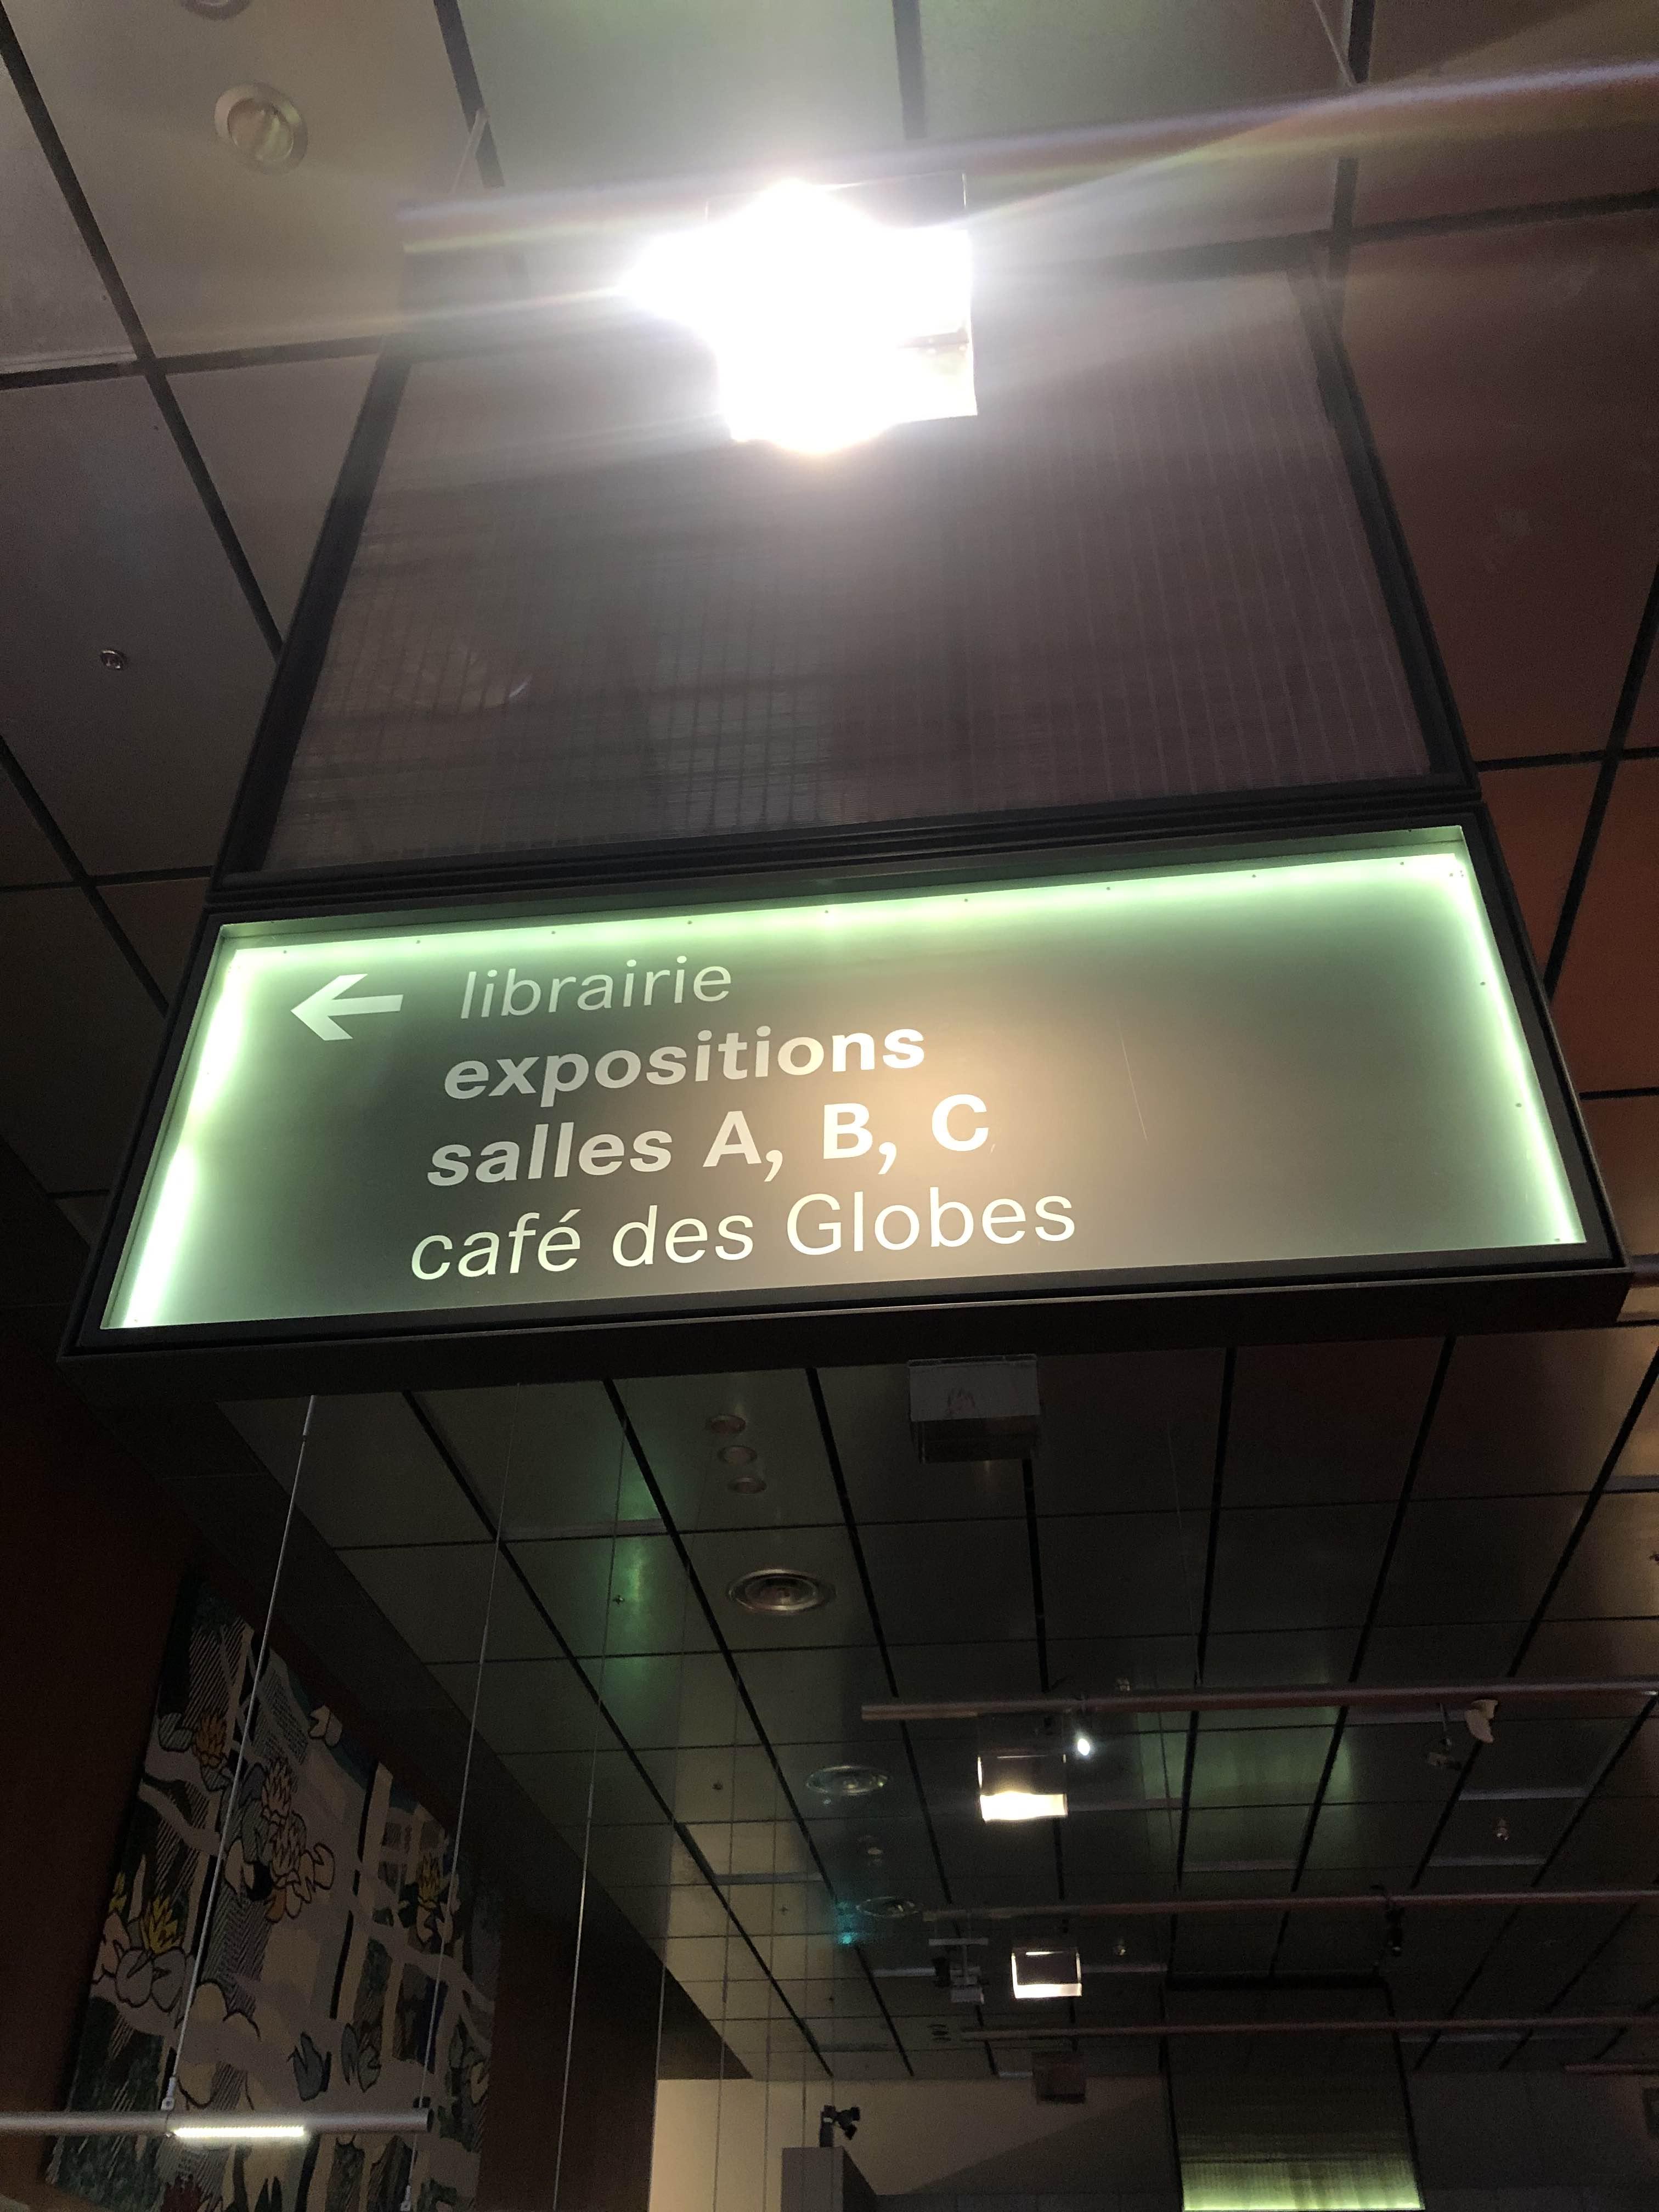 ← librairie
expositions
salles A, B, C
café des Globes